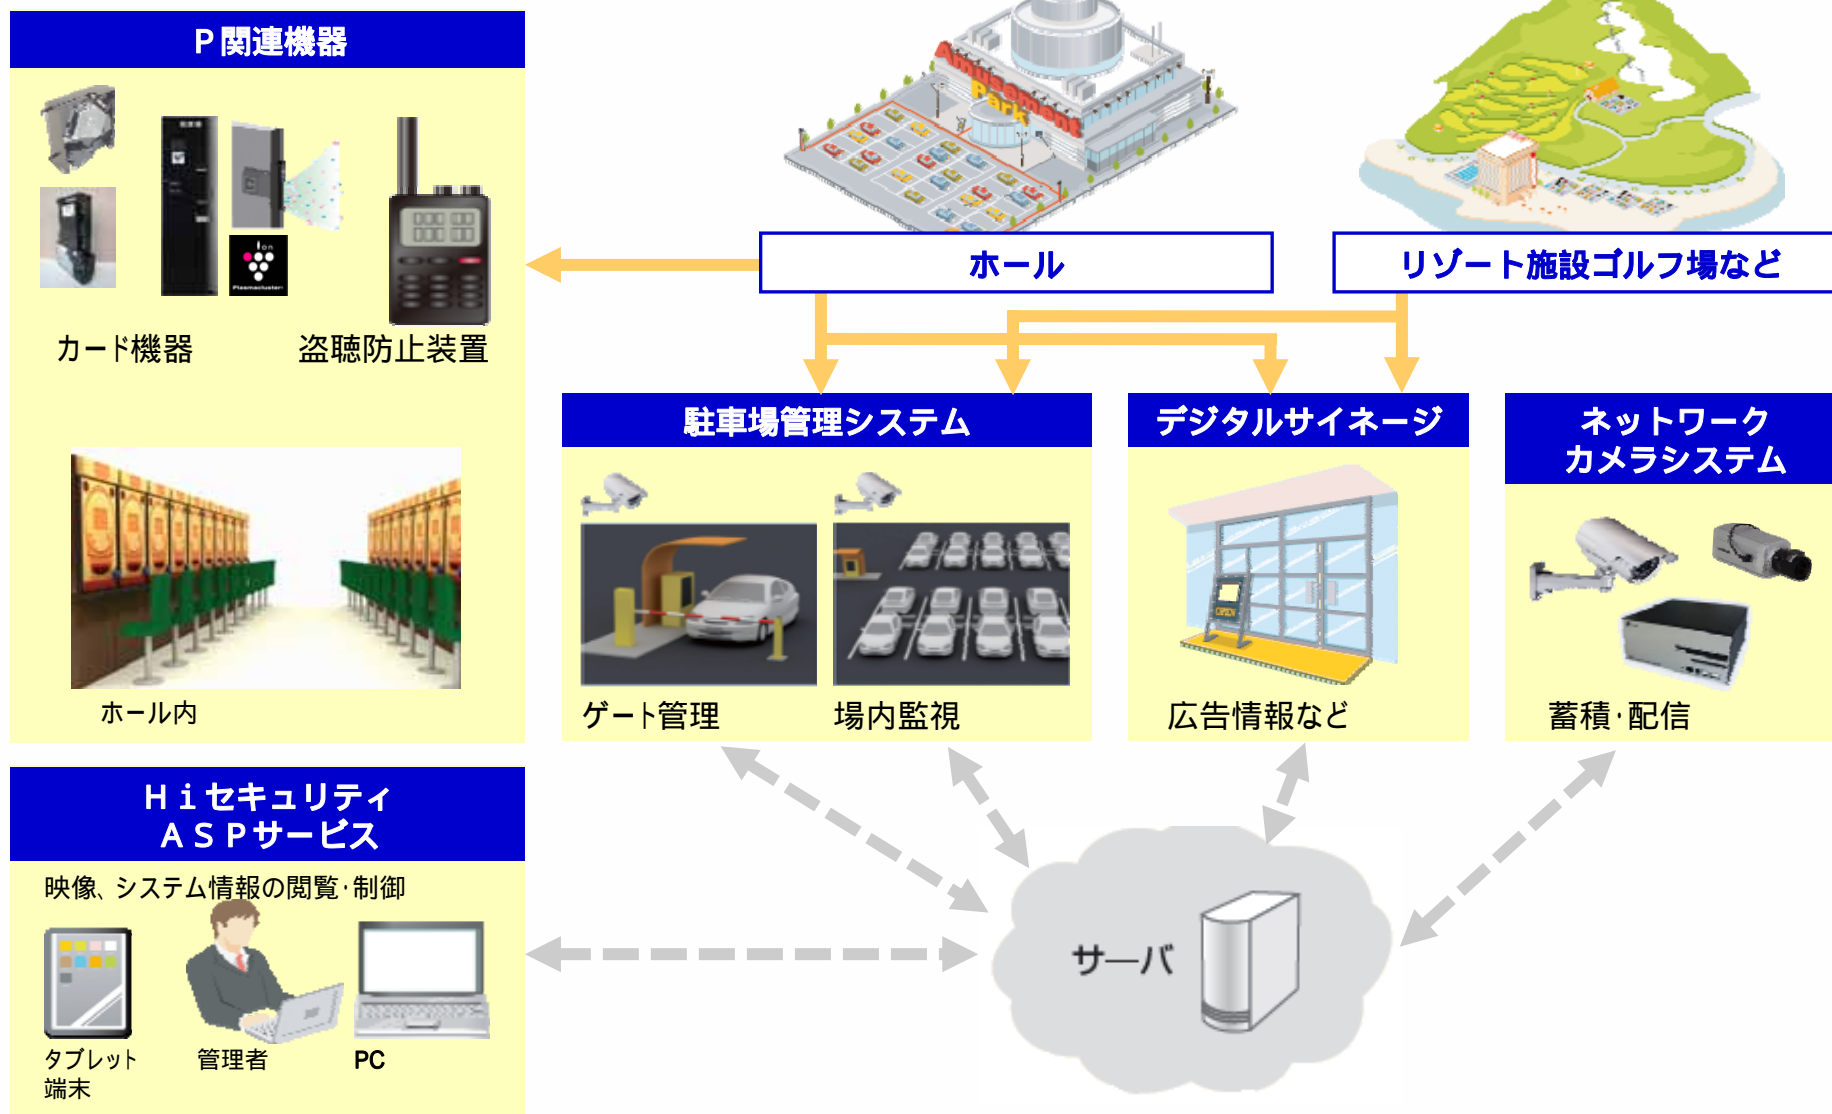 Ｐ関連機器
Amusement
Park
Ion
Plasmacluster
カード機器
盗聴防止装置
ホール
リゾート施設ゴルフ場など
ホール内
駐車場管理システム
ゲート管理
場内監視
デジタルサイネージ
OPEN
広告情報など
ネットワーク
カメラシステム
蓄積・配信
Ｈｉセキュリティ
ＡＳＰサービス
映像、システム情報の閲覧・制御
タブレット
端末
管理者
PC
サーバ